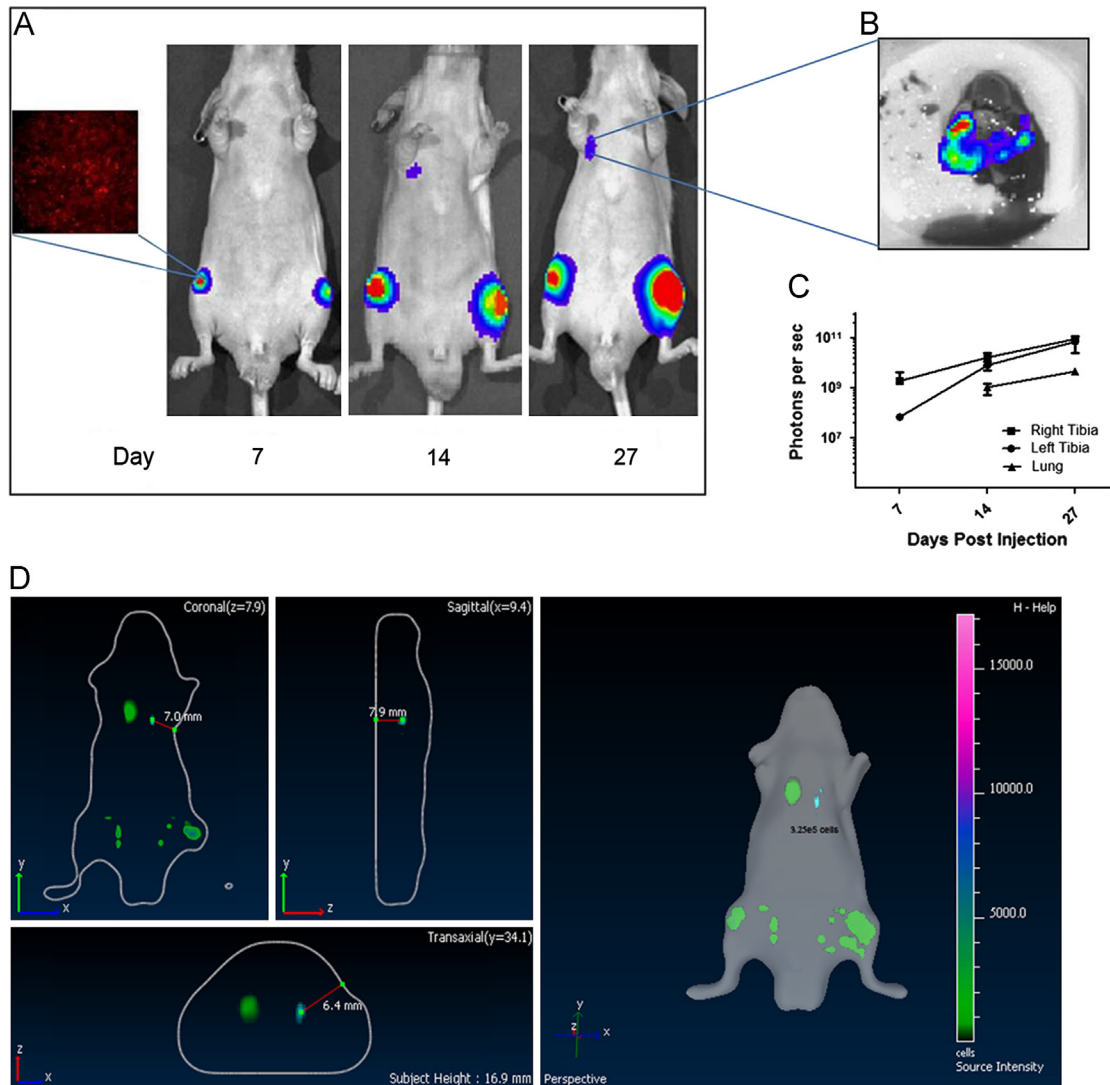 A
B
Day 7 14 27
C
Photons per sec
10¹¹
10⁹
10⁷
Right Tibia
Left Tibia
Lung
7 14 27
Days Post Injection
D
Coronal(z=7.9)
7.0 mm
y
x
Sagittal(x=9.4)
7.9 mm
y
z
Transaxial(y=34.1)
6.4 mm
z
x
Subject Height : 16.9 mm
H - Help
15000.0
10000.0
5000.0
3.25e5 cells
y
z
x
Perspective
cells
Source Intensity